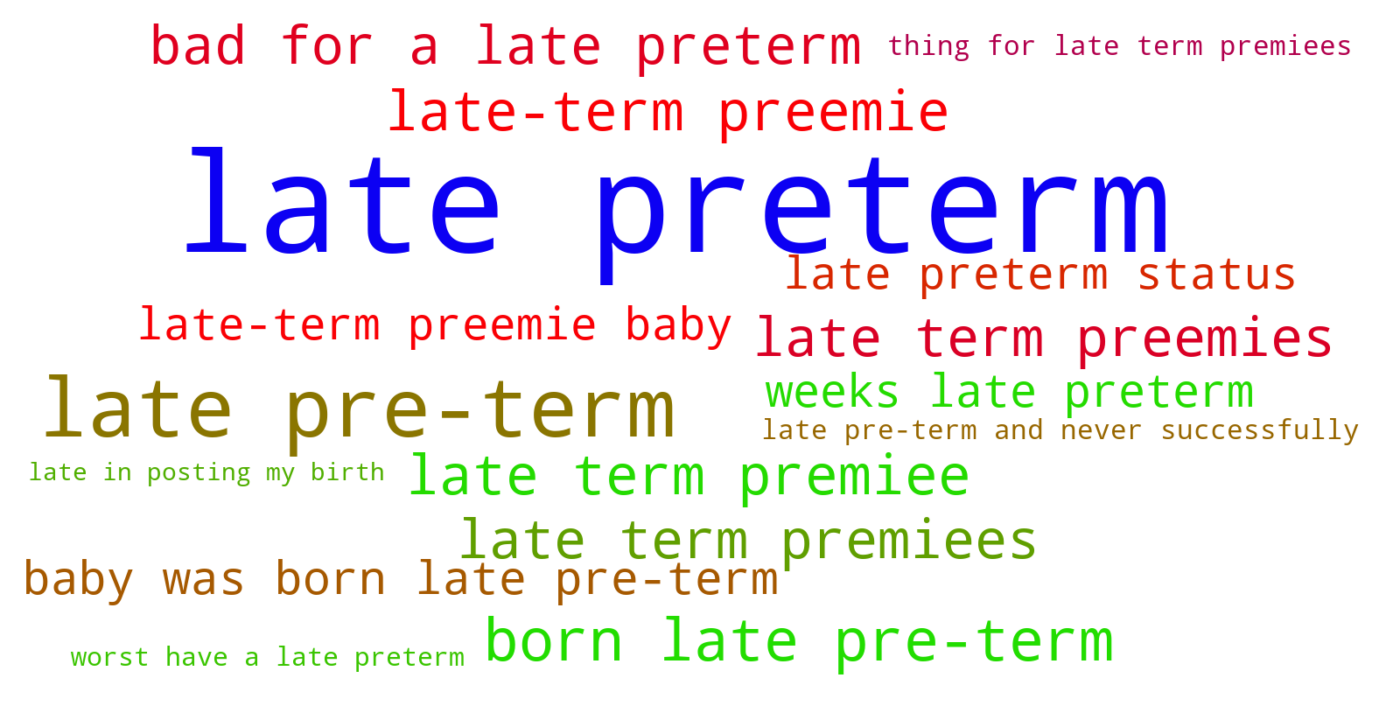 bad for a late preterm
thing for late term premiees
late-term preemie
late preterm
late preterm status
late-term preemie baby
late term preemies
late pre-term
weeks late preterm
late pre-term and never successfully
late in posting my birth
late term premiee
late term premiees
baby was born late pre-term
born late pre-term
worst have a late preterm